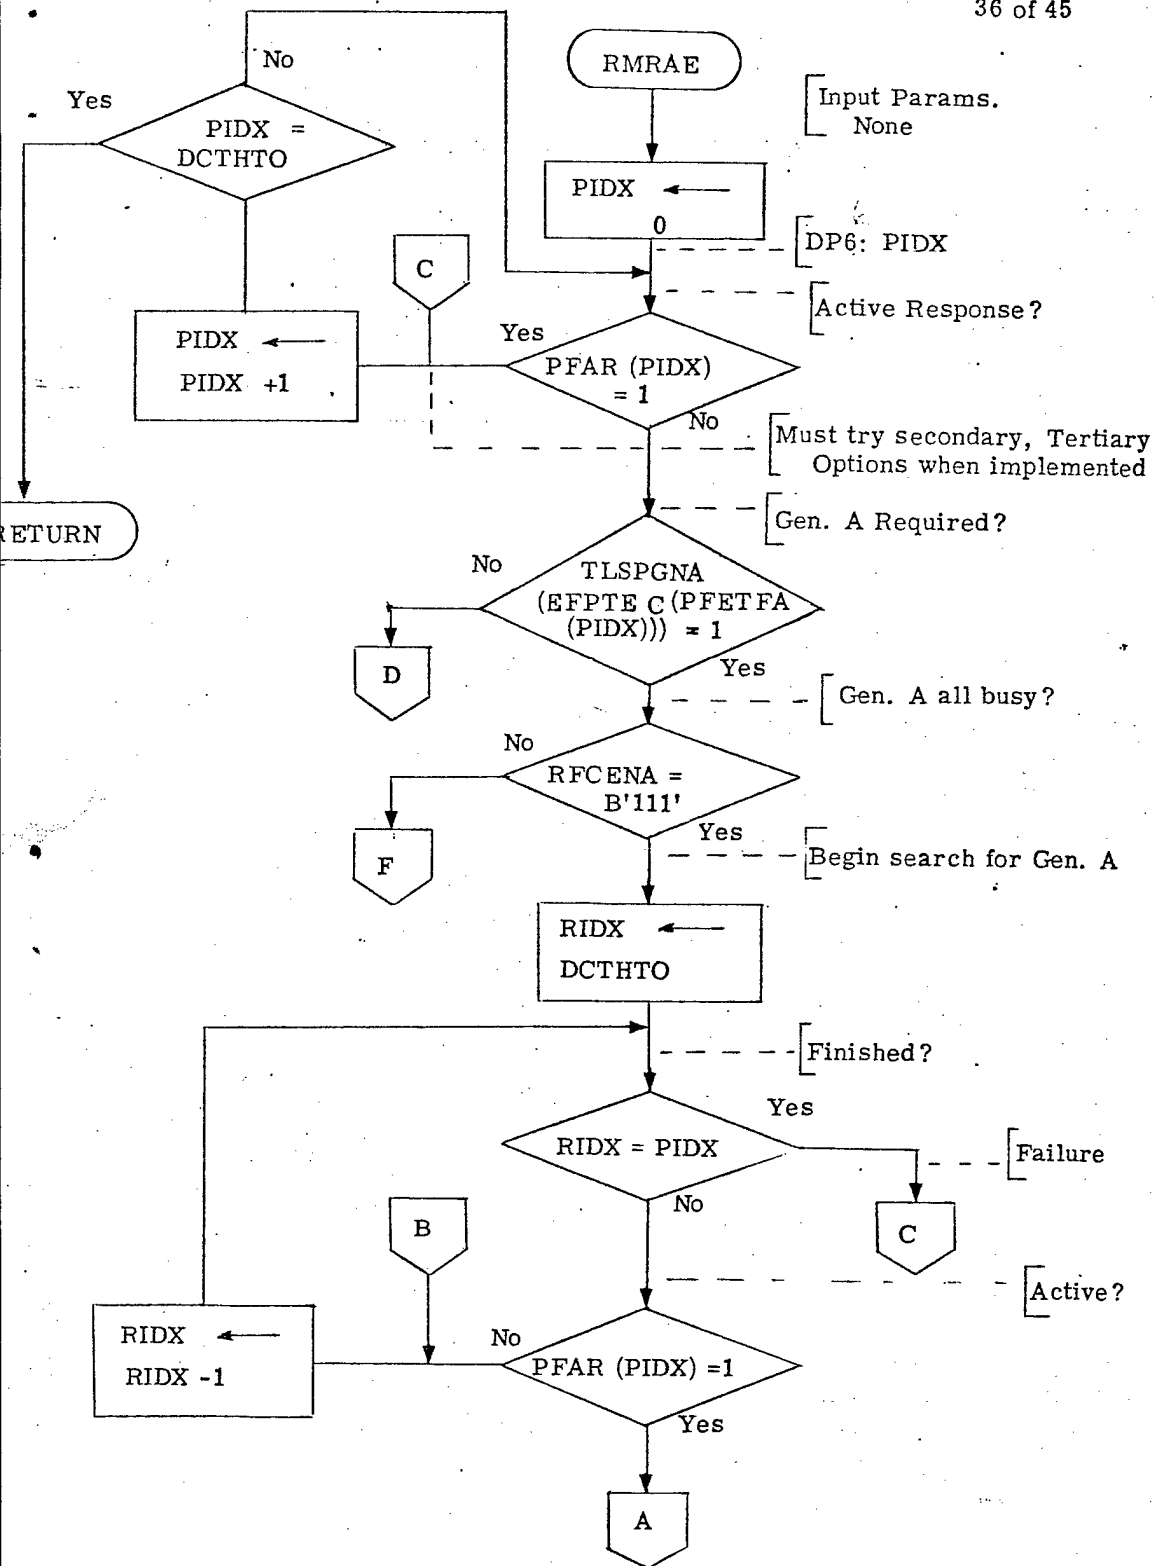 36 of 45
No
RMRAE
Yes
Input Params.
None
PIDX =
DCTHTO
PIDX ←
0
DP6: PIDX
C
Active Response?
PIDX ←
PIDX +1
Yes
PFAR (PIDX)
= 1
No
Must try secondary, Tertiary
Options when implemented
RETURN
Gen. A Required?
No
TLSPGNA
(EFPTE C (PFETFA
(PIDX))) = 1
D
Yes
Gen. A all busy?
No
RFCENA =
B'111'
F
Yes
Begin search for Gen. A
RIDX ←
DCTHTO
Finished?
Yes
RIDX = PIDX
Failure
No
B
C
Active?
RIDX ←
RIDX -1
No
PFAR (PIDX) =1
Yes
A